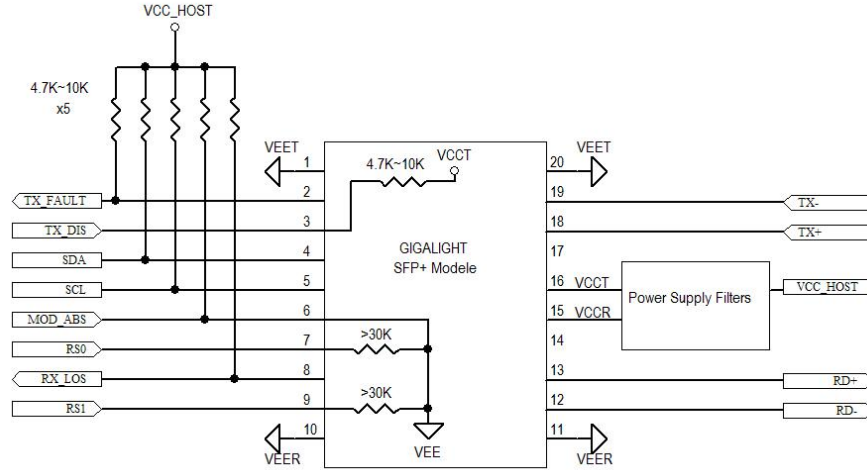 VCC_HOST
4.7K~10K
x5
VEET
1
4.7K~10K
VCCT
20
VEET
TX_FAULT
2
19
TX-
TX_DIS
3
18
TX+
SDA
4
GIGALIGHT
SFP+ Modele
17
SCL
5
16
VCCT
Power Supply Filters
VCC_HOST
MOD_ABS
6
15
VCCR
RS0
7
>30K
14
RX_LOS
8
13
RD+
RS1
9
>30K
12
RD-
10
VEER
VEE
11
VEER